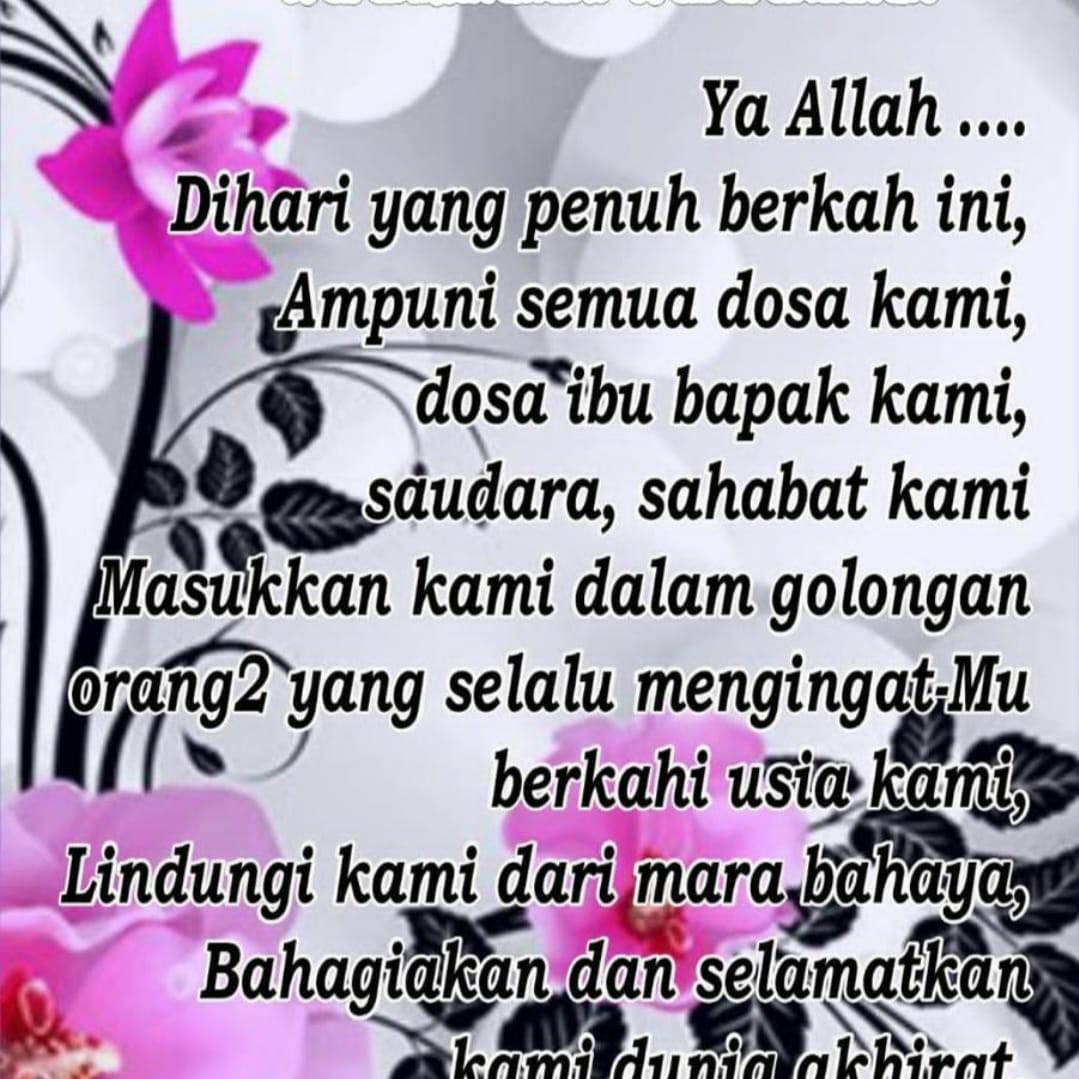 Ya Allah ....
Dihari yang penuh berkah ini,
Ampuni semua dosa kami,
dosa ibu bapak kami,
saudara, sahabat kami
Masukkan kami dalam golongan
orang2 yang selalu mengingat-Mu
berkahi usia kami,
Lindungi kami dari mara bahaya,
Bahagiakan dan selamatkan
kami dunia akhirat